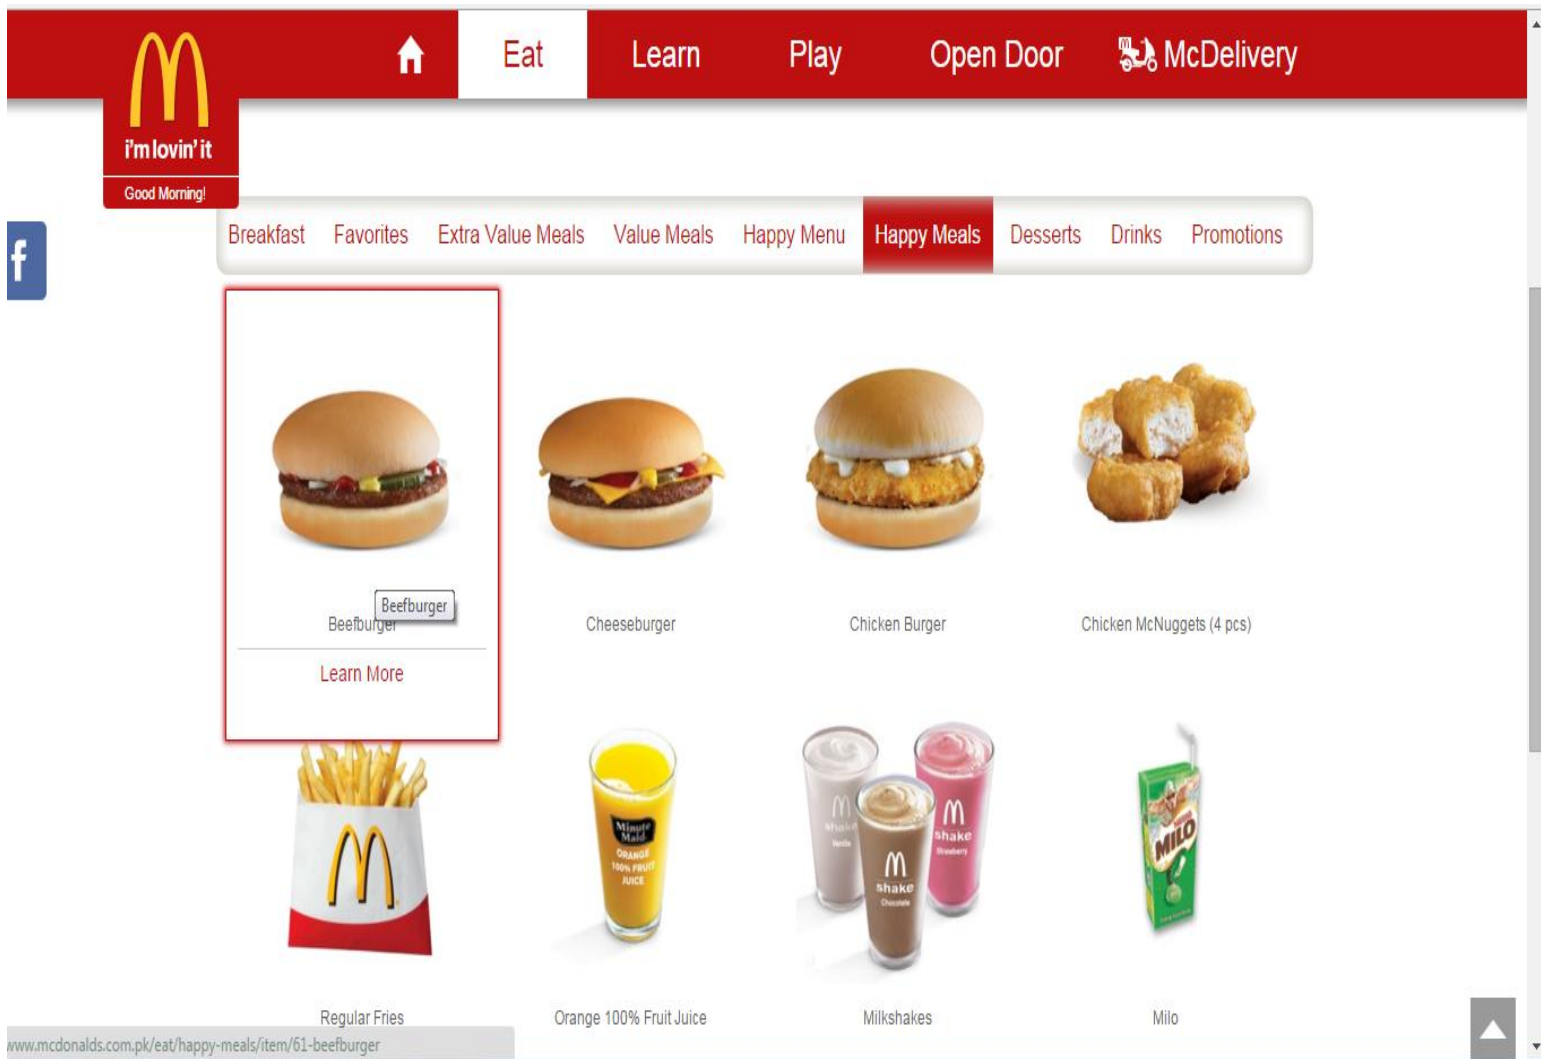 Eat
Learn
Play
Open Door
McDelivery
i'm lovin' it
Good Morning!
f
Breakfast
Favorites
Extra Value Meals
Value Meals
Happy Menu
Happy Meals
Desserts
Drinks
Promotions
Beefburger
Beefburger
Learn More
Cheeseburger
Chicken Burger
Chicken McNuggets (4 pcs)
Minute
Maid
ORANGE
100% FRUIT
JUICE
shake
Vanilla
shake
Chocolate
shake
Strawberry
MILO
Regular Fries
Orange 100% Fruit Juice
Milkshakes
Milo
www.mcdonalds.com.pk/eat/happy-meals/item/61-beefburger